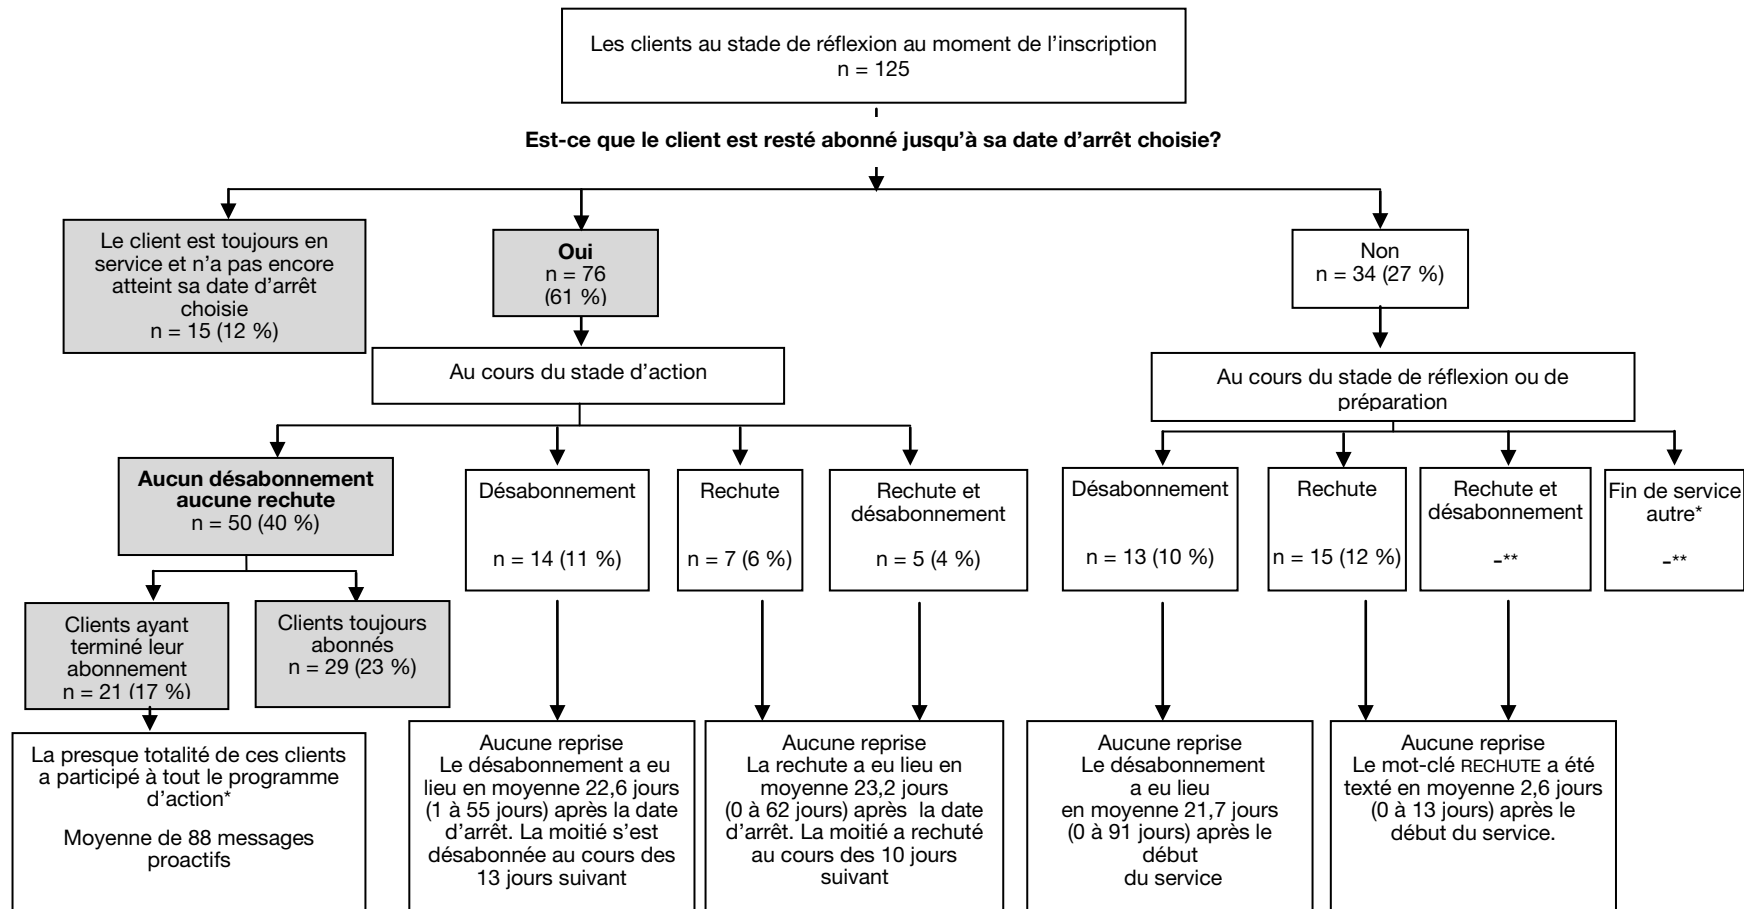 Les clients au stade de réflexion au moment de l’inscription
n = 125
Est-ce que le client est resté abonné jusqu’à sa date d’arrêt choisie?
Le client est toujours en
service et n’a pas encore
atteint sa date d’arrêt
choisie
n = 15 (12 %)
Oui
n = 76
(61 %)
Non
n = 34 (27 %)
Au cours du stade d’action
Au cours du stade de réflexion ou de
préparation
Aucun désabonnement
aucune rechute
n = 50 (40 %)
Désabonnement
n = 14 (11 %)
Rechute
n = 7 (6 %)
Rechute et
désabonnement
n = 5 (4 %)
Désabonnement
n = 13 (10 %)
Rechute
n = 15 (12 %)
Rechute et
désabonnement
-**
Fin de service
autre*
-**
Clients ayant
terminé leur
abonnement
n = 21 (17 %)
Clients toujours
abonnés
n = 29 (23 %)
La presque totalité de ces clients
a participé à tout le programme
d’action*
Moyenne de 88 messages
proactifs
Aucune reprise
Le désabonnement a eu
lieu en moyenne 22,6 jours
(1 à 55 jours) après la date
d’arrêt. La moitié s’est
désabonnée au cours des
13 jours suivant
Aucune reprise
La rechute a eu lieu en
moyenne 23,2 jours
(0 à 62 jours) après la date
d’arrêt. La moitié a rechuté
au cours des 10 jours
suivant
Aucune reprise
Le désabonnement
a eu lieu
en moyenne 21,7 jours
(0 à 91 jours) après le
début
du service
Aucune reprise
Le mot-clé RECHUTE a été
texté en moyenne 2,6 jours
(0 à 13 jours) après le
début du service.